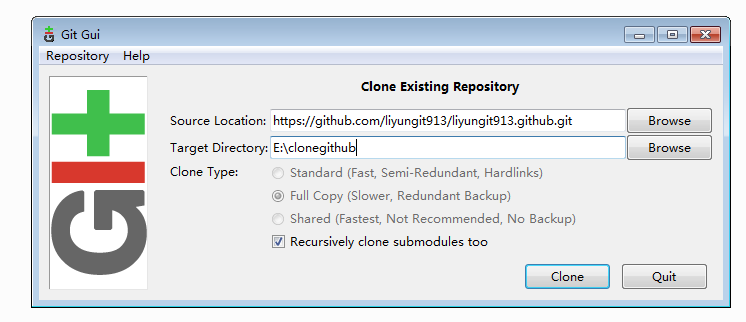 Git Gui
Repository Help
Clone Existing Repository
Source Location: https://github.com/liyungit913/liyungit913.github.git Browse
Target Directory: E:\clonegithub Browse
Clone Type: Standard (Fast, Semi-Redundant, Hardlinks)
Full Copy (Slower, Redundant Backup)
Shared (Fastest, Not Recommended, No Backup)
Recursively clone submodules too
Clone Quit